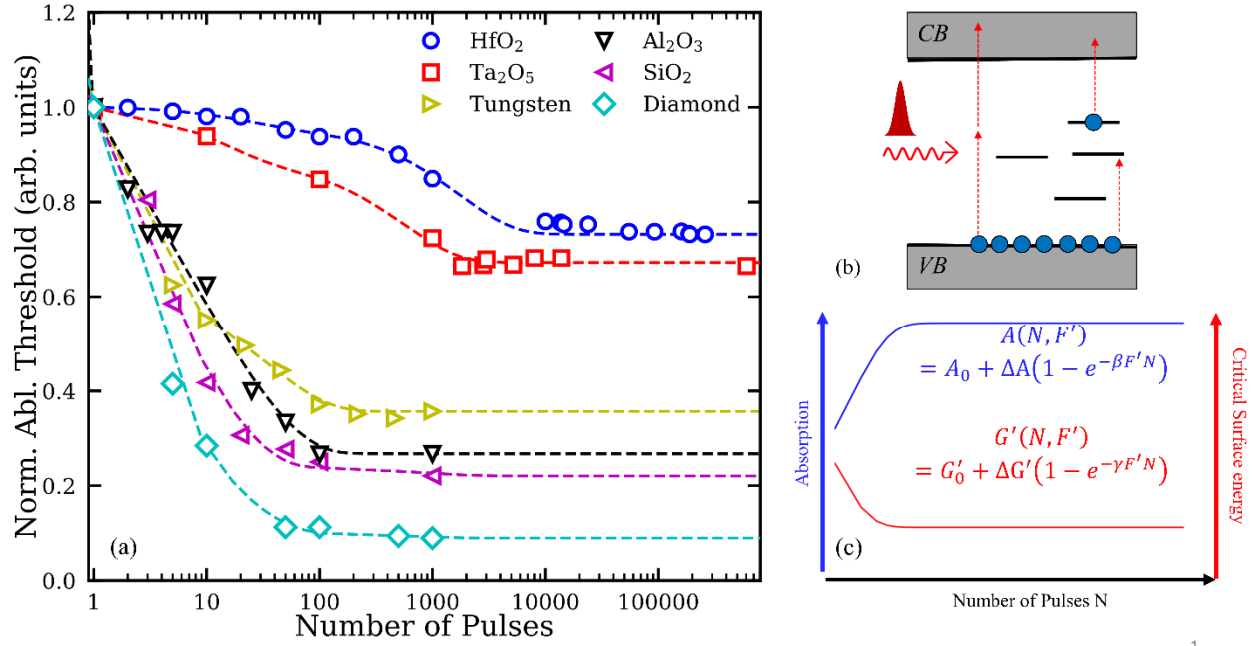 Norm. Abl. Threshold (arb. units)
1.2
1.0
0.8
0.6
0.4
0.2
0.0
HfO₂
Ta₂O₅
Tungsten
Al₂O₃
SiO₂
Diamond
(a)
1
10
100
1000
10000
100000
Number of Pulses
CB
VB
(b)
Absorption
A(N, F′)
= A₀ + ΔA(1 − e^{−βF′N})
G′(N, F′)
= G′₀ + ΔG′(1 − e^{−γF′N})
Critical Surface
energy
(c)
Number of Pulses N
1